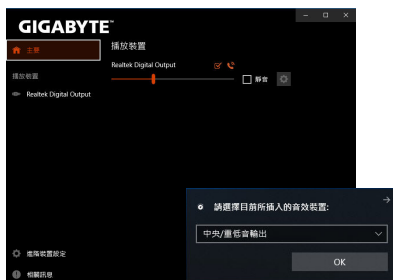 GIGABYTE™
主要
播放裝置
Realtek Digital Output
播放裝置
Realtek Digital Output
靜音
請選擇目前所插入的音效裝置:
中央/重低音輸出
OK
進階裝置設定
相關訊息